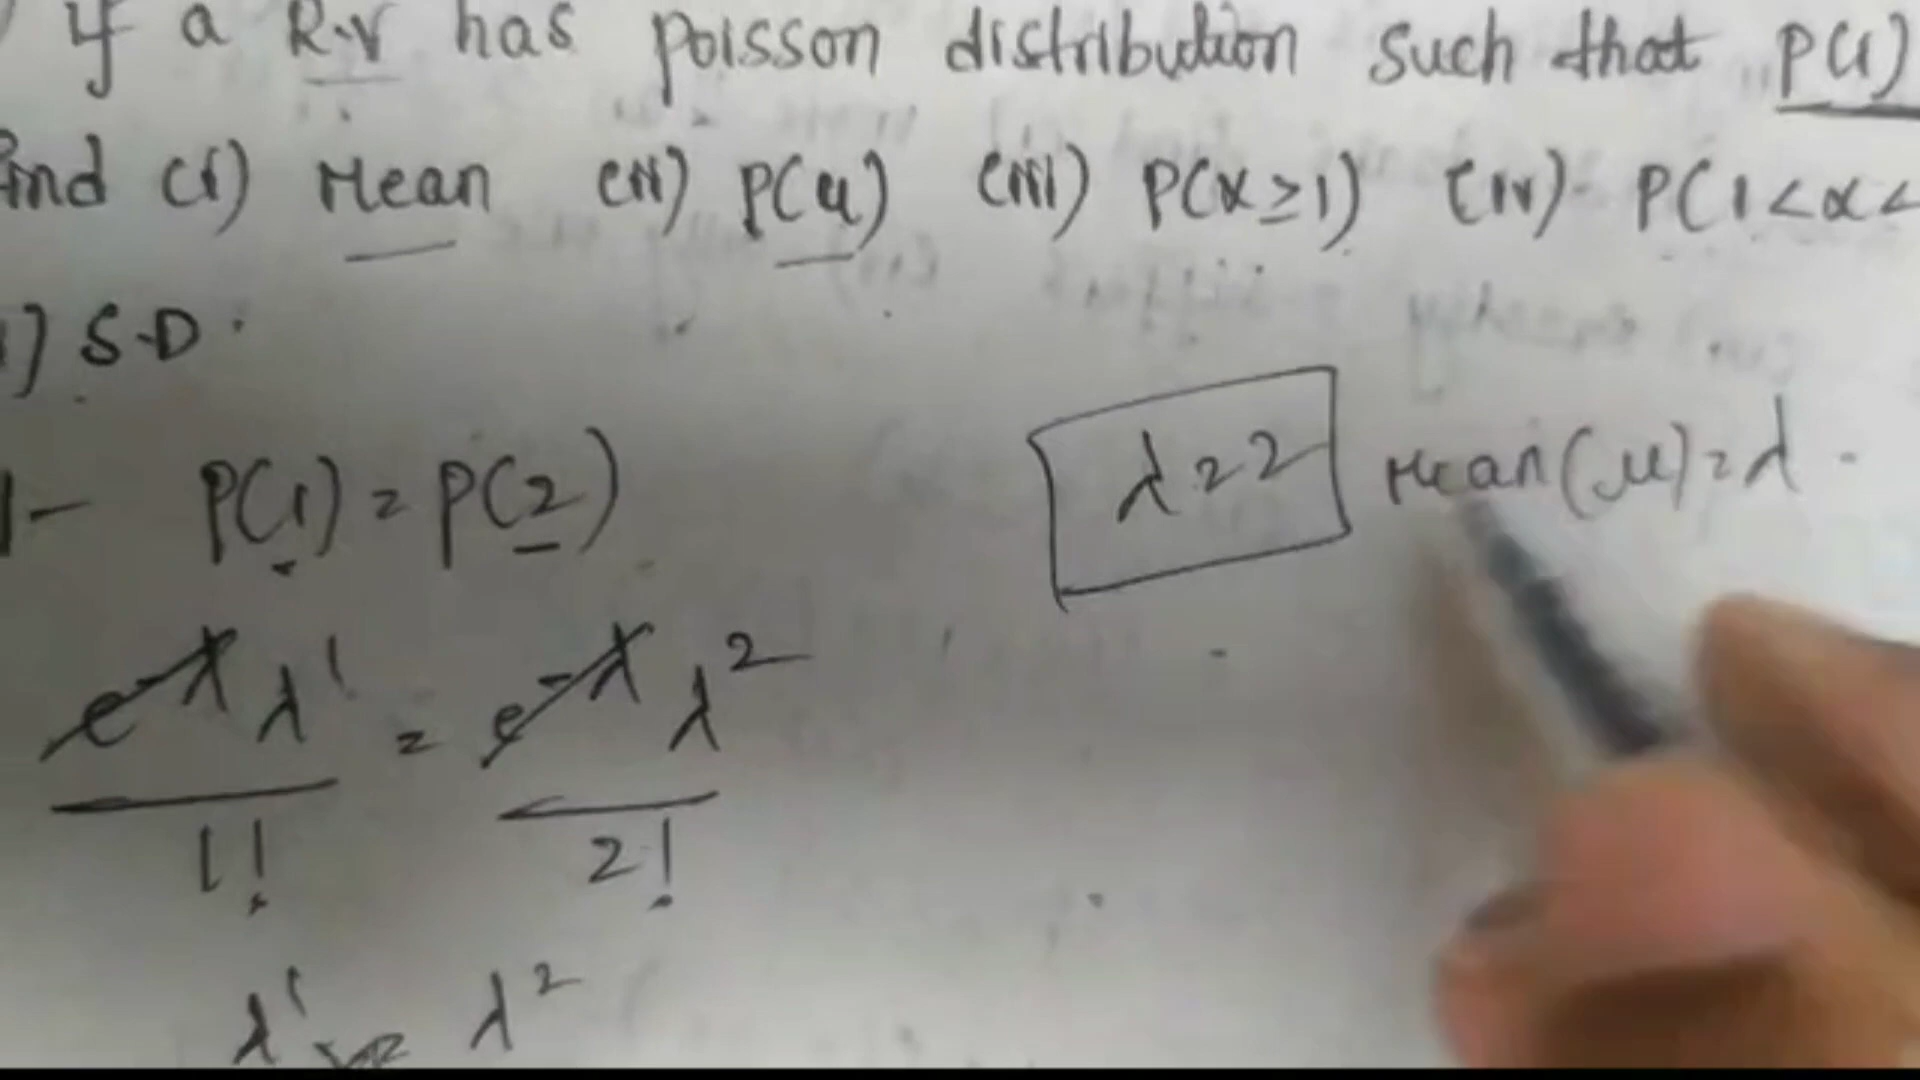 If a R.V has poisson distribution such that P(1)
find (i) Mean (ii) P(4) (iii) P(x≥1) (iv) P(1<x<
) S.D.
P(1) = P(2)
λ = 2 Mean(μ) = λ.
e^-λ λ^1 = e^-λ λ^2
1! 2!
λ^1 = λ^2